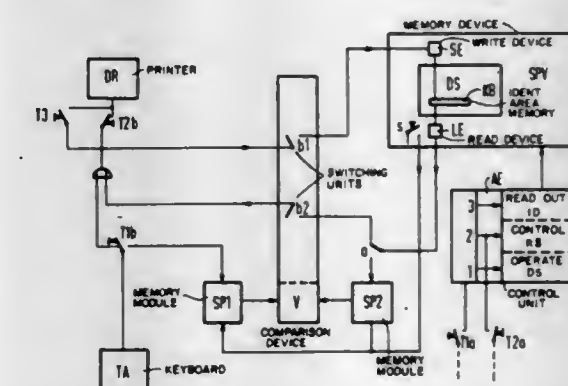 MEMORY DEVICE
WRITE DEVICE
SE
SPV
DR
PRINTER
DS
KB
IDENT
AREA
MEMORY
T3
T2b
S
LE
READ DEVICE
b1
SWITCHING
UNITS
b2
AE
3
READ OUT
ID
2
CONTROL
RB
1
OPERATE
DS
CONTROL
UNIT
T1b
a
MEMORY
MODULE
SP1
V
SP2
COMPARISON
DEVICE
MEMORY
MODULE
T1a
T2a
TA
KEYBOARD